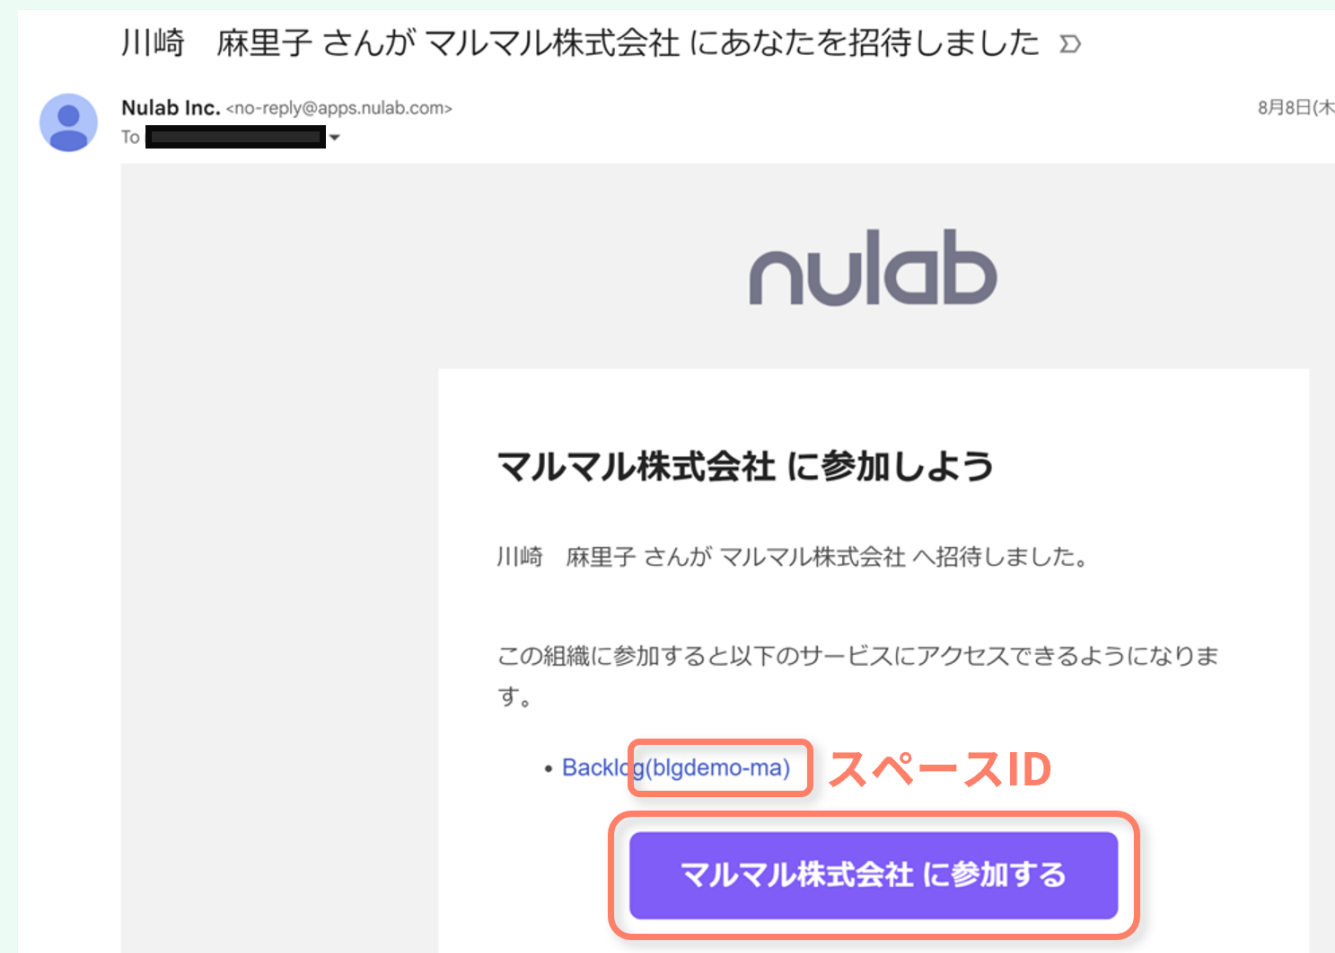 川崎　麻里子 さんが マルマル株式会社 にあなたを招待しました
Nulab Inc. <no-reply@apps.nulab.com>
8月8日(木
To
nulab
マルマル株式会社 に参加しよう
川崎　麻里子 さんが マルマル株式会社 へ招待しました。
この組織に参加すると以下のサービスにアクセスできるようになりま
す。
• Backlog(blgdemo-ma) スペースID
マルマル株式会社 に参加する